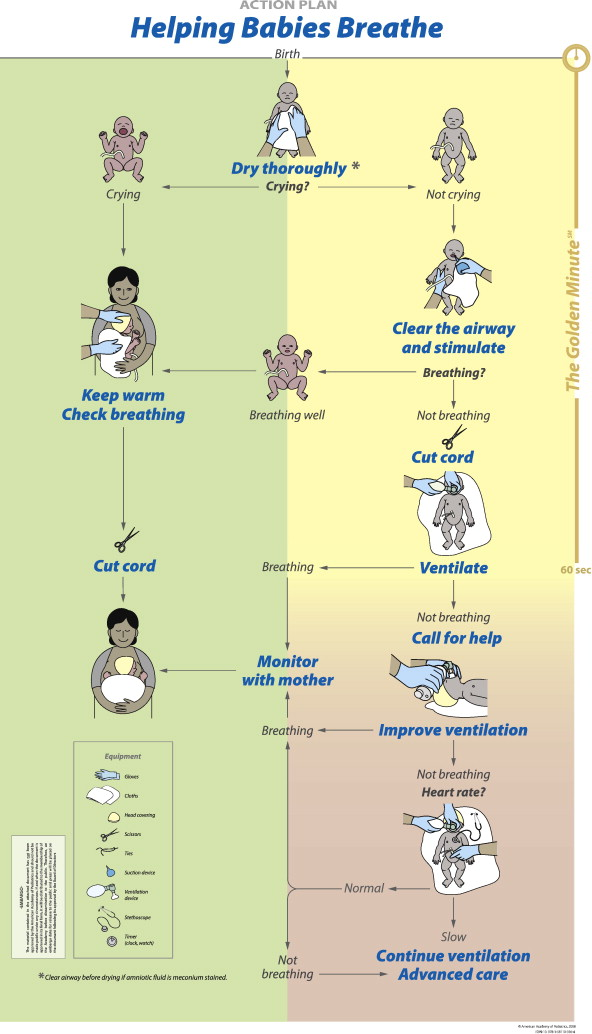 ACTION PLAN
Helping Babies Breathe
Birth
Dry thoroughly *
Crying?
Crying
Not crying
The Golden Minute SM
Clear the airway
and stimulate
Breathing?
Keep warm
Check breathing
Breathing well
Not breathing
Cut cord
Cut cord
Breathing
Ventilate
60 sec
Not breathing
Call for help
Monitor
with mother
Breathing
Improve ventilation
Not breathing
Heart rate?
Equipment
Gloves
Cloths
Head covering
Scissors
Ties
Suction device
Ventilation
device
Stethoscope
Timer
(clock, watch)
Normal
Slow
Not
breathing
Continue ventilation
Advanced care
*Clear airway before drying if amniotic fluid is meconium stained.